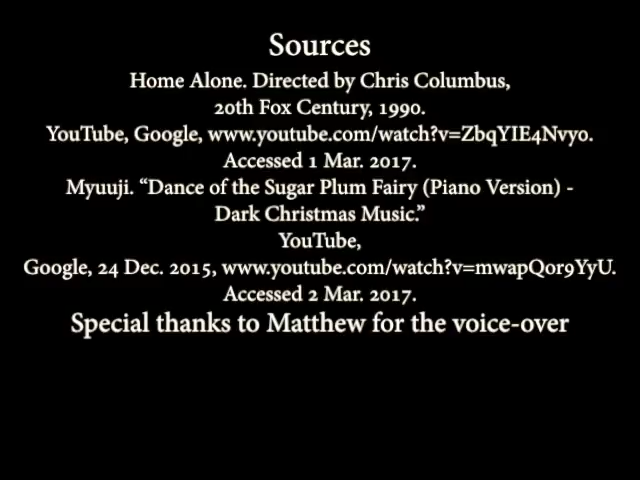 Sources
Home Alone. Directed by Chris Columbus,
20th Fox Century, 1990.
YouTube, Google, www.youtube.com/watch?v=ZbqYIE4Nvyo.
Accessed 1 Mar. 2017.
Myuuji. “Dance of the Sugar Plum Fairy (Piano Version) -
Dark Christmas Music.”
YouTube,
Google, 24 Dec. 2015, www.youtube.com/watch?v=mwapQor9YyU.
Accessed 2 Mar. 2017.
Special thanks to Matthew for the voice-over